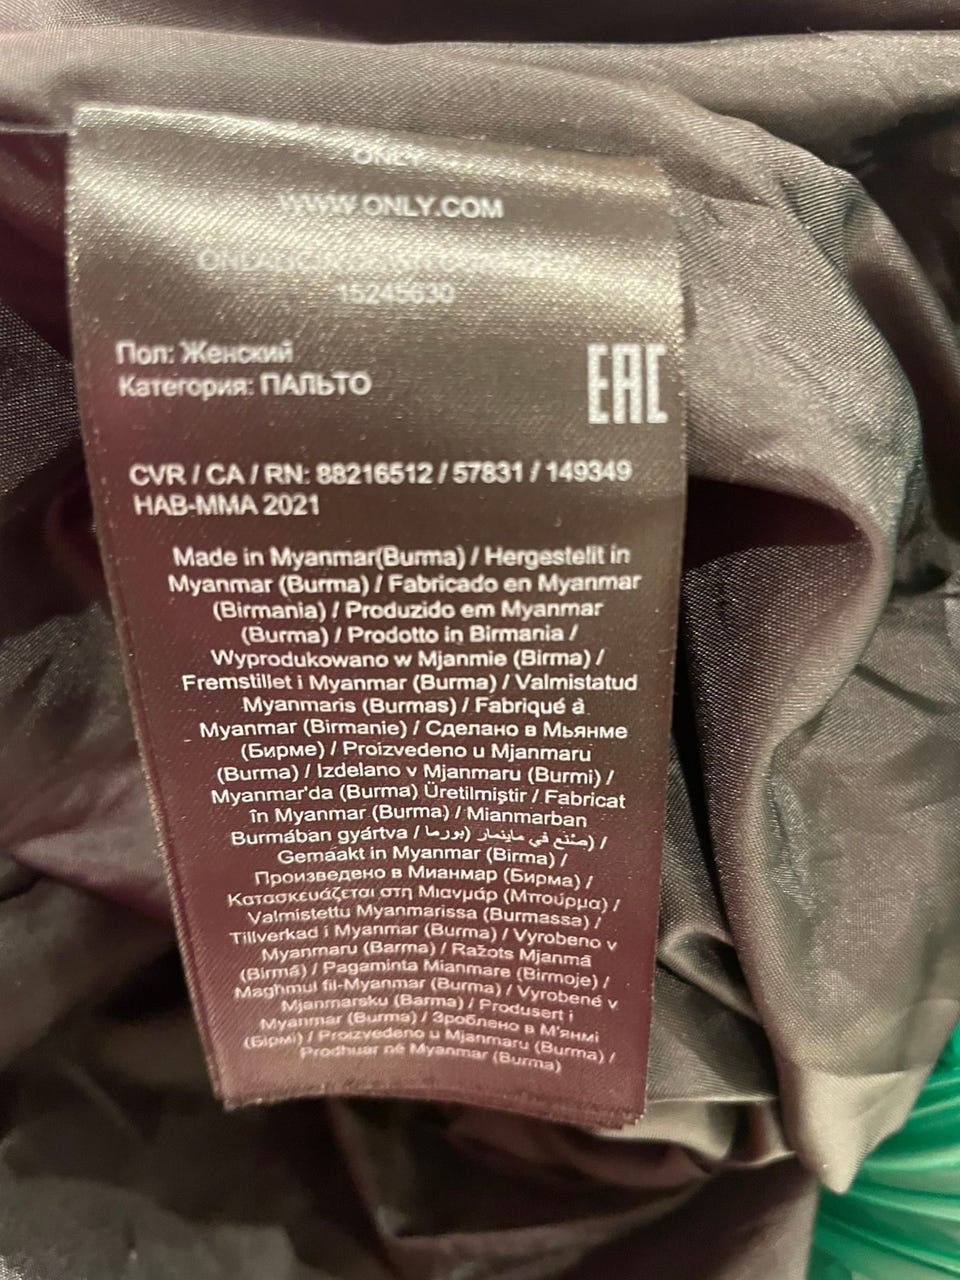 ONLY
WWW.ONLY.COM
15245630
Пол: Женский
Категория: ПАЛЬТО
EAC
CVR / CA / RN: 88216512 / 57831 / 149349
HAB-MMA 2021
Made in Myanmar(Burma) / Hergestellt in
Myanmar (Burma) / Fabricado en Myanmar
(Birmania) / Produzido em Myanmar
(Burma) / Prodotto in Birmania /
Wyprodukowano w Mjanmie (Birma) /
Fremstillet i Myanmar (Burma) / Valmistatud
Myanmaris (Burmas) / Fabriqué à
Myanmar (Birmanie) / Сделано в Мьянме
(Бирме) / Proizvedeno u Mjanmaru
(Burma) / Izdelano v Mjanmaru (Burmi) /
Myanmar'da (Burma) Üretilmiştir / Fabricat
în Myanmar (Burma) / Mianmarban
Burmában gyártva / صُنع في ماينمار (بورما) /
Gemaakt in Myanmar (Birma) /
Произведено в Мианмар (Бирма) /
Κατασκευάζεται στη Μιανμάρ (Μπούρμα) /
Valmistettu Myanmarissa (Burmassa) /
Tillverkad i Myanmar (Burma) / Vyrobeno v
Myanmaru (Barma) / Ražots Mjanmā
(Birmā) / Pagaminta Mianmare (Birmoje) /
Maghmul fil-Myanmar (Burma) / Vyrobené v
Mjanmarsku (Barma) / Produsert i
Myanmar (Burma) / Зроблено в М'янмі
(Бірмі) / Proizvedeno u Mjanmaru (Burma) /
Prodhuar në Myanmar (Burma)